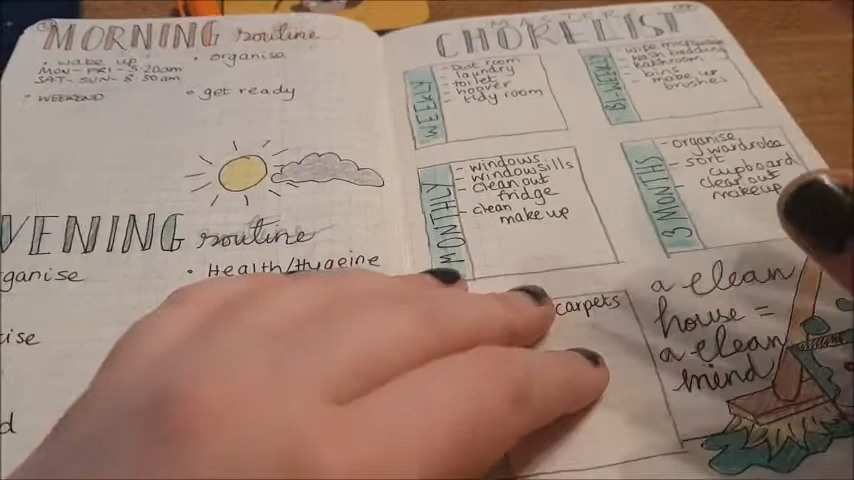 MORNING routine
• wake up
MON - FRI - 5:20am
SAT - SUN - 8:30am
• WEEKEND
• organise
• get ready
EVENING routine
organise
• Health/Hygeine
MASTER
CHORELIST
WEEKLY
- Dust room
- laundry
- toilet
- hoover
- tidy room
BI-WEEKLY
- wash bedding
- bathroom
- bins
- make up
brushes
MONTHLY
- windows
- windowsills
- clean out
fridge
- clean
make up
3 MONTHS
- organise
wardrobe
- sort
cupboard
- clear out
makeup
carpets
a clean
house =
a clean
mind